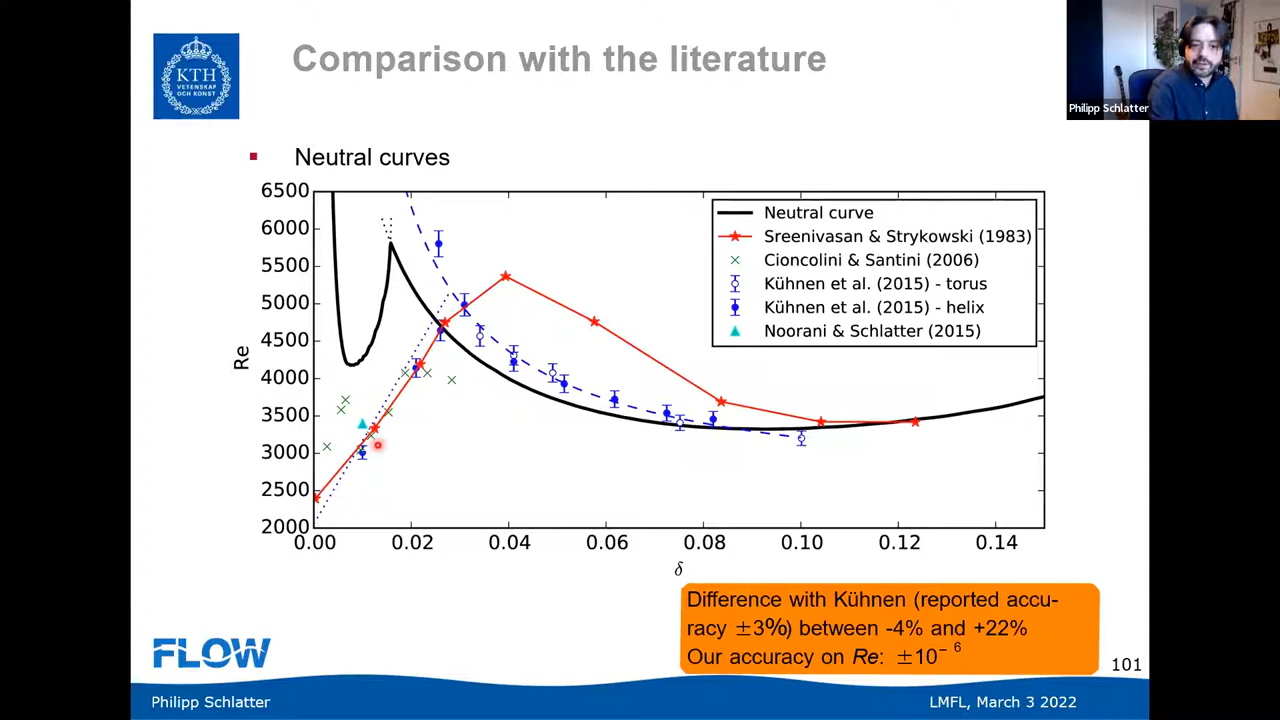 Comparison with the literature
KTH
VETENSKAP
OCH KONST
Philipp Schlatter
Neutral curves
6500
6000
5500
5000
4500
4000
3500
3000
2500
2000
Re
Neutral curve
Sreenivasan & Strykowski (1983)
Cioncolini & Santini (2006)
Kühnen et al. (2015) - torus
Kühnen et al. (2015) - helix
Noorani & Schlatter (2015)
0.00 0.02 0.04 0.06 0.08 0.10 0.12 0.14
δ
Difference with Kühnen (reported accu-
racy ±3%) between -4% and +22%
Our accuracy on Re: ±10⁻⁶
FLOW
101
Philipp Schlatter
LMFL, March 3 2022